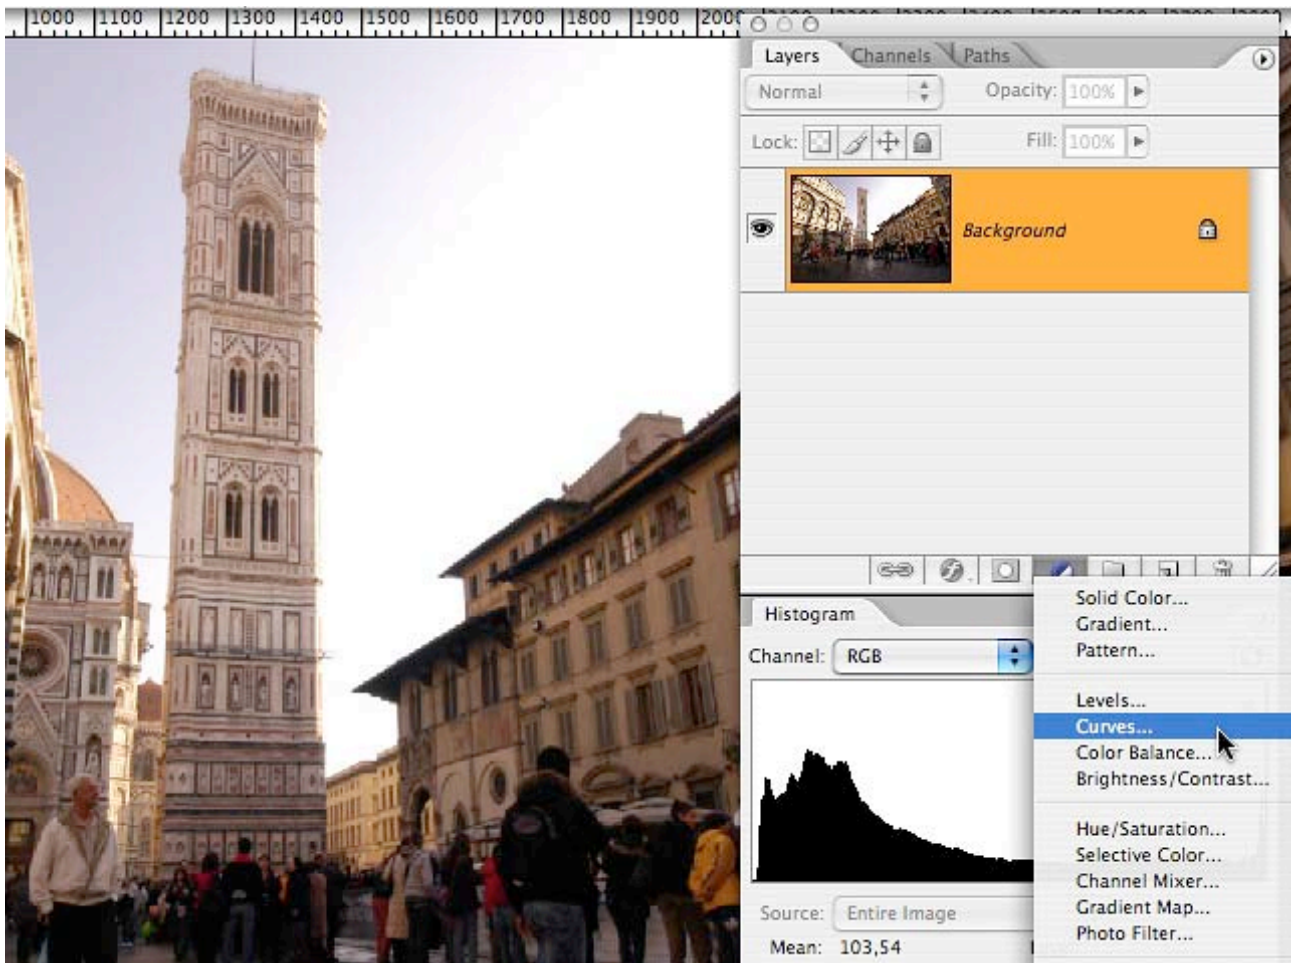 1000 1100 1200 1300 1400 1500 1600 1700 1800 1900 2000
Layers Channels Paths
Normal Opacity: 100%
Lock: Fill: 100%
Background
Histogram
Channel: RGB
Source: Entire Image
Mean: 103,54
Solid Color...
Gradient...
Pattern...
Levels...
Curves...
Color Balance...
Brightness/Contrast...
Hue/Saturation...
Selective Color...
Channel Mixer...
Gradient Map...
Photo Filter...